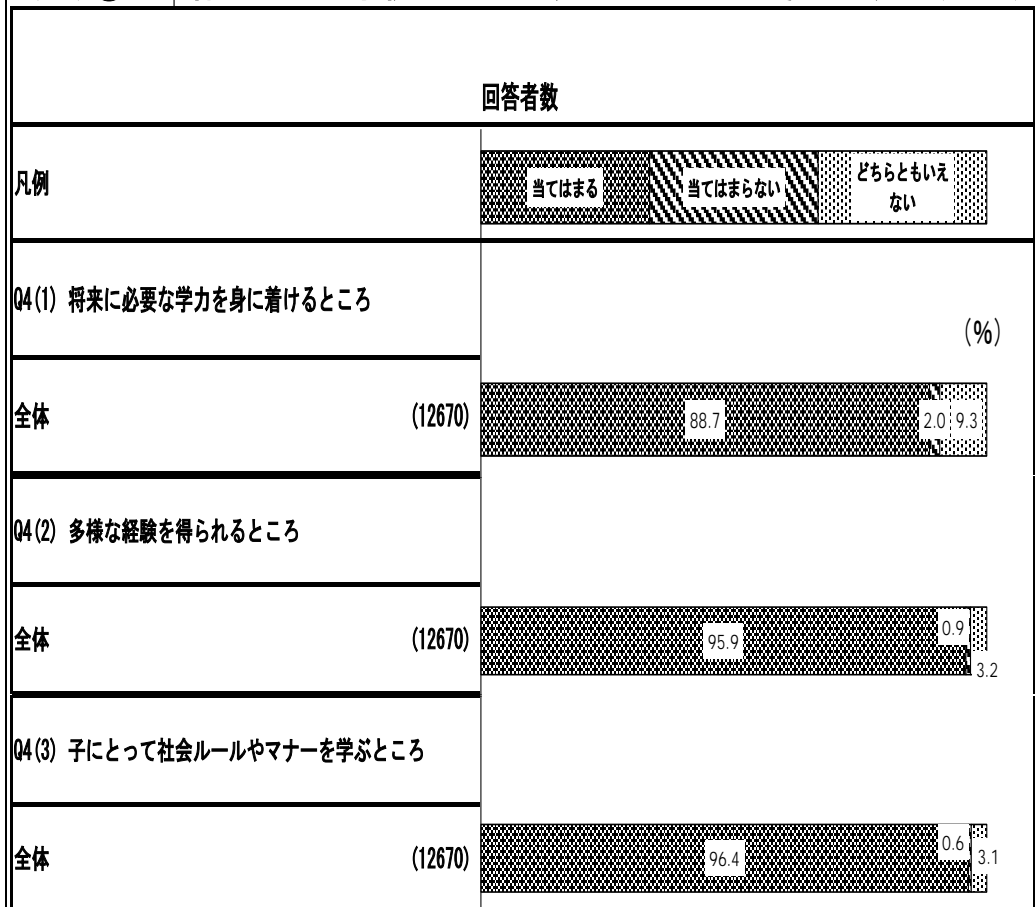 回答者数
凡例
当てはまる
当てはまらない
どちらともいえ
ない
Q4(1) 将来に必要な学力を身に着けるところ
(%)
全体 (12670) 88.7 2.0 9.3
Q4(2) 多様な経験を得られるところ
全体 (12670) 95.9 0.9 3.2
Q4(3) 子にとって社会ルールやマナーを学ぶところ
全体 (12670) 96.4 0.6 3.1